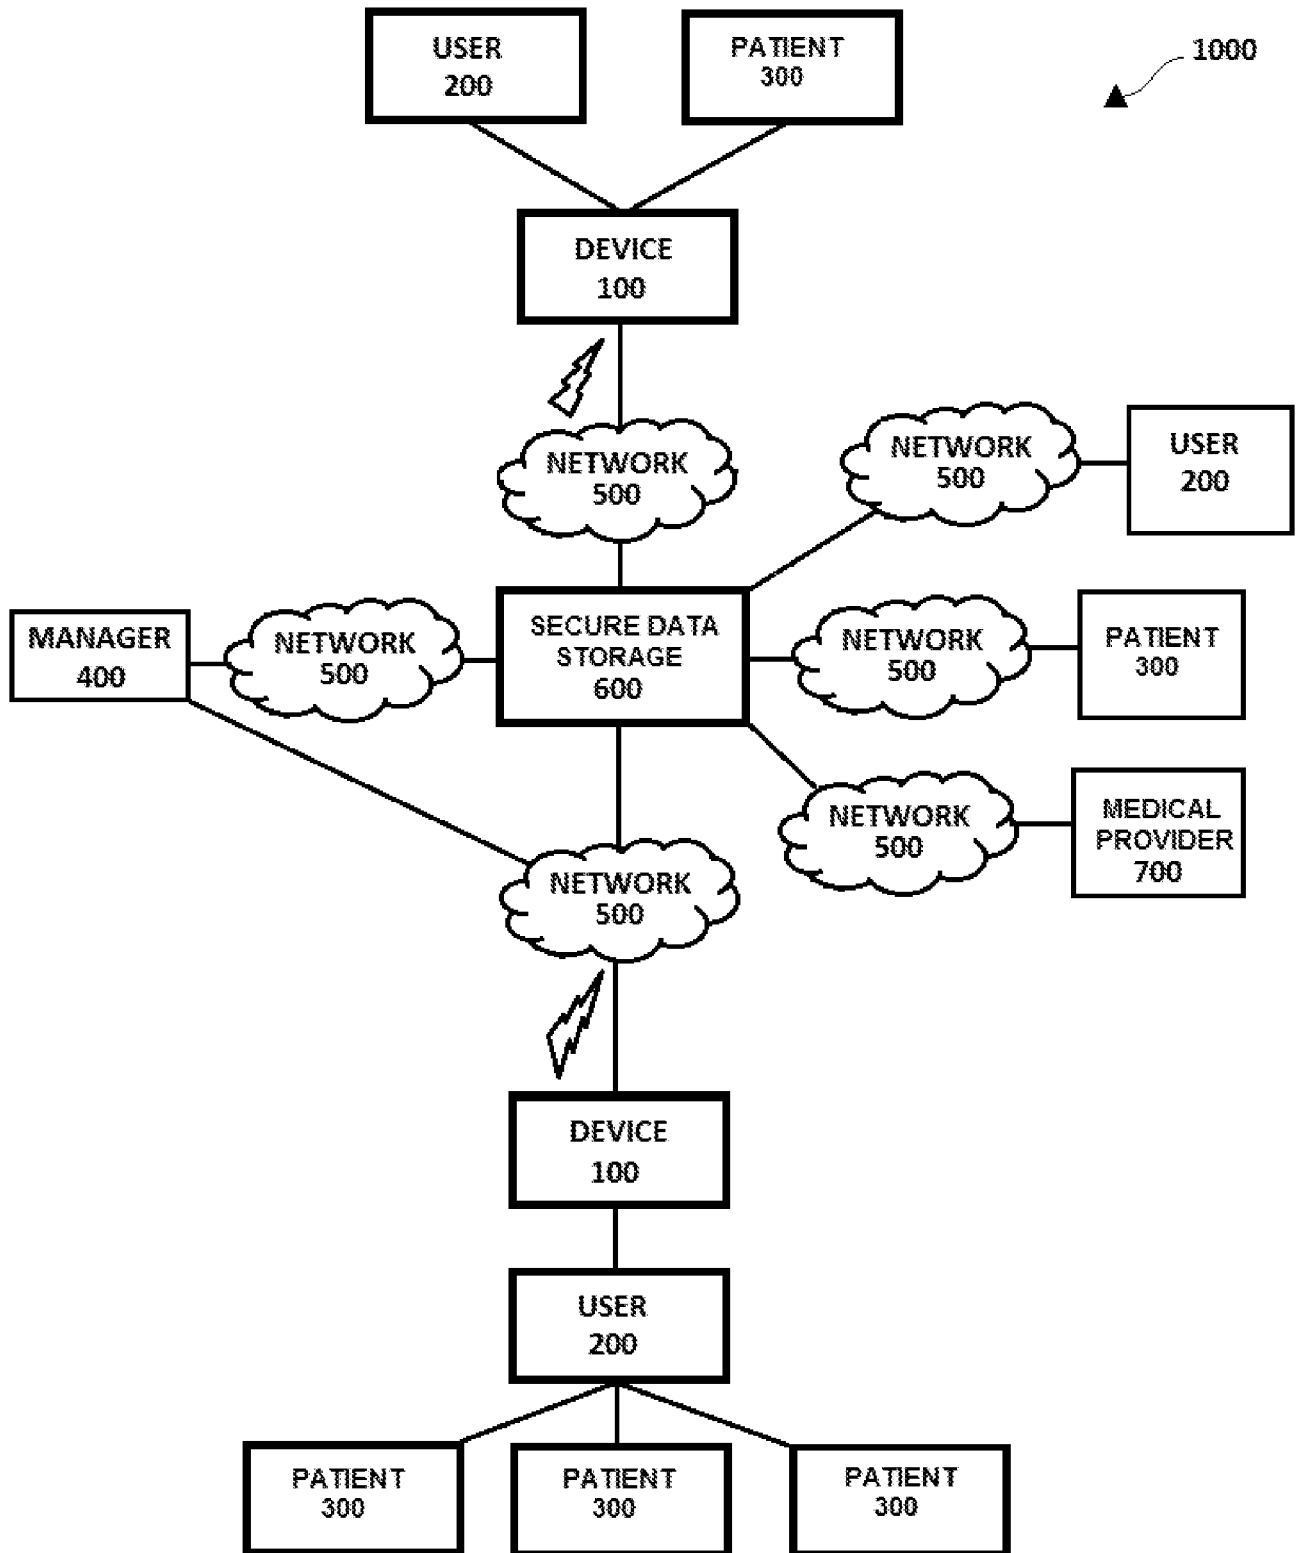 USER
200
PATIENT
300
1000
DEVICE
100
NETWORK
500
NETWORK
500
USER
200
MANAGER
400
NETWORK
500
SECURE DATA
STORAGE
600
NETWORK
500
PATIENT
300
NETWORK
500
MEDICAL
PROVIDER
700
NETWORK
500
DEVICE
100
USER
200
PATIENT
300
PATIENT
300
PATIENT
300